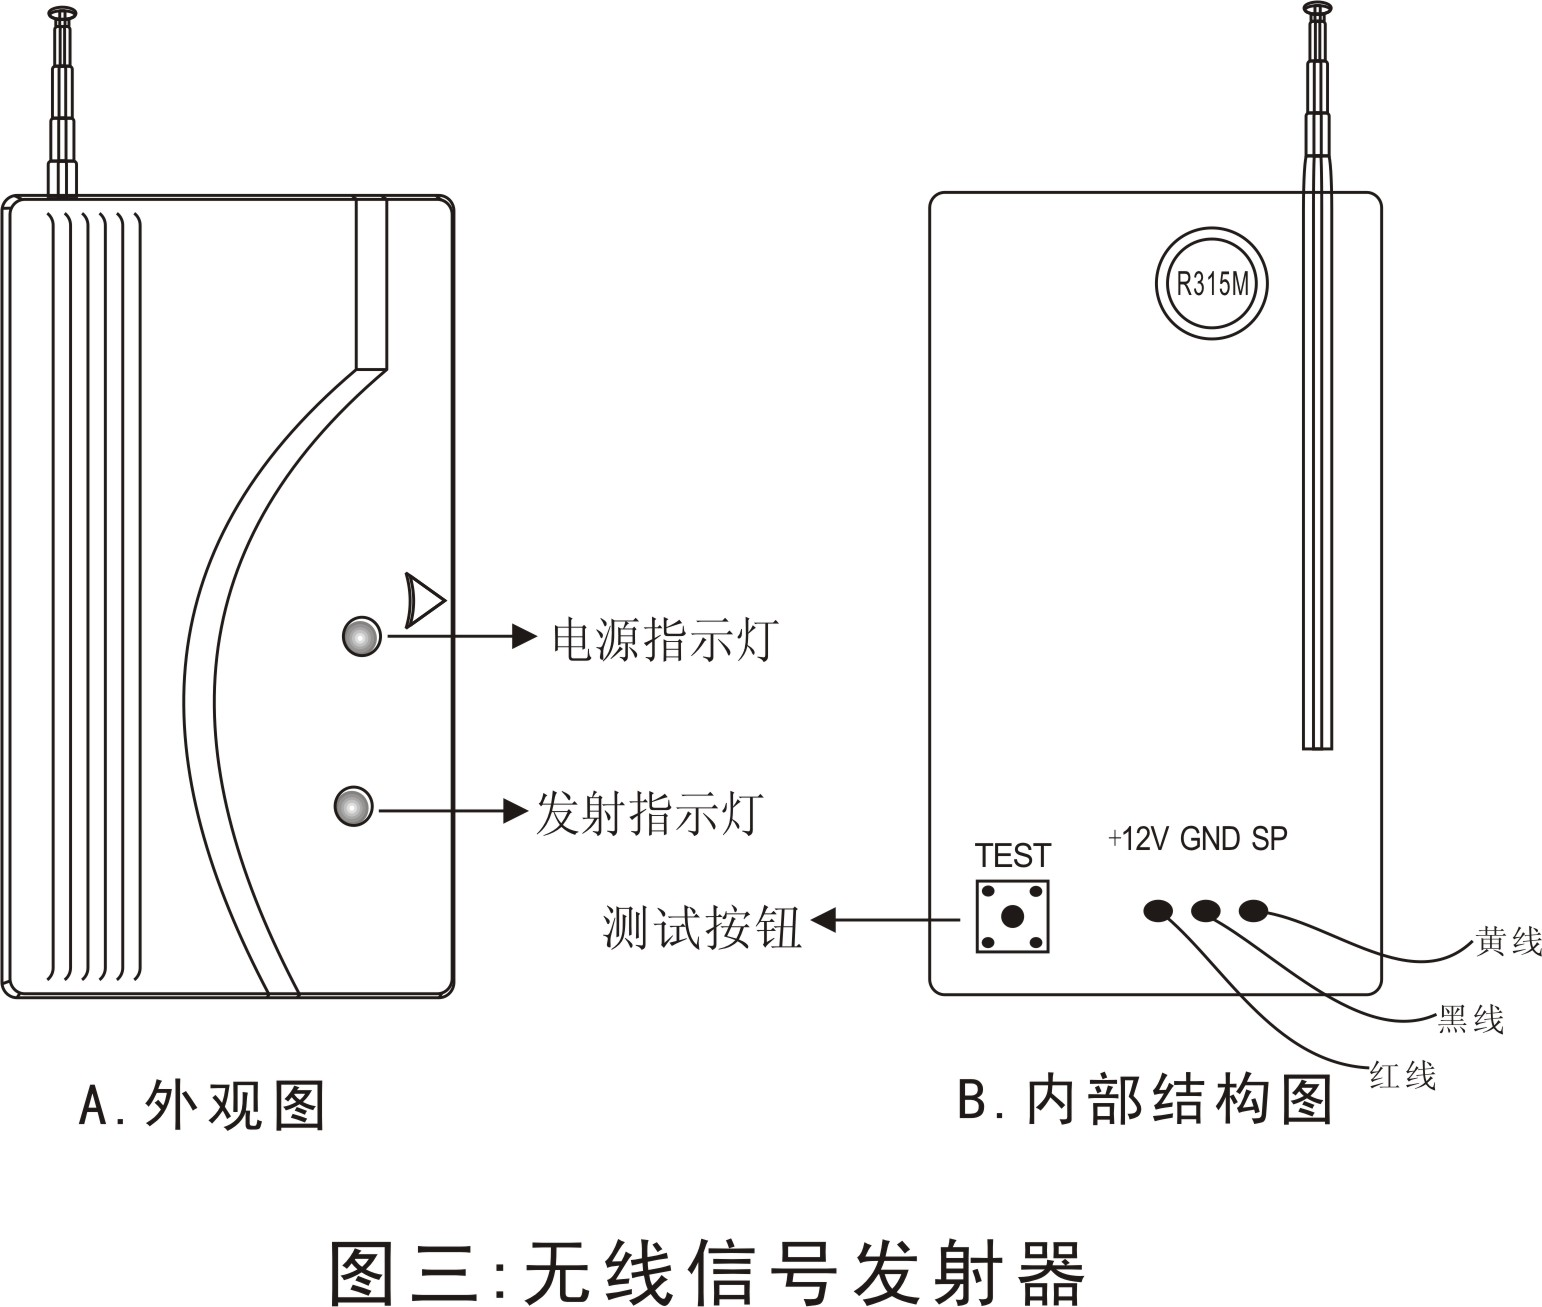 R315M
电源指示灯
发射指示灯
+12V GND SP
TEST
测试按钮
黄线
黑线
红线
A.外观图
B.内部结构图
图三:无线信号发射器